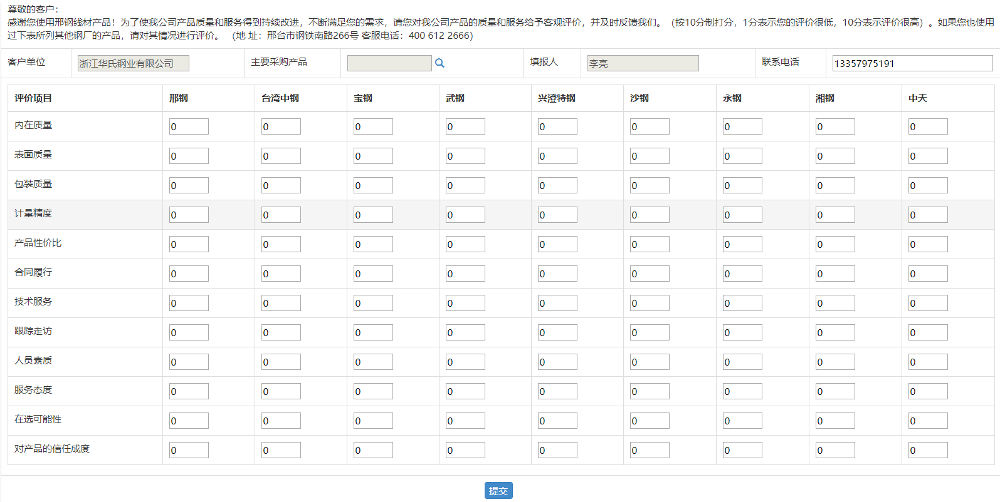 尊敬的客户：
感谢您使用邢钢线材产品！为了使我公司产品质量和服务得到持续改进，不断满足您的需求，请您对我公司产品的质量和服务给予客观评价，并及时反馈我们。（按10分制打分，1分表示您的评价很低，10分表示评价很高）。如果您也使用
过下表所列其他钢厂的产品，请对其情况进行评价。 （地 址：邢台市钢铁南路266号 客服电话：400 612 2666）
客户单位 浙江华氏钢业有限公司 主要采购产品 填报人 李亮 联系电话 13357975191
评价项目 邢钢 台湾中钢 宝钢 武钢 兴澄特钢 沙钢 永钢 湘钢 中天
内在质量 0 0 0 0 0 0 0 0 0
表面质量 0 0 0 0 0 0 0 0 0
包装质量 0 0 0 0 0 0 0 0 0
计量精度 0 0 0 0 0 0 0 0 0
产品性价比 0 0 0 0 0 0 0 0 0
合同履行 0 0 0 0 0 0 0 0 0
技术服务 0 0 0 0 0 0 0 0 0
跟踪走访 0 0 0 0 0 0 0 0 0
人员素质 0 0 0 0 0 0 0 0 0
服务态度 0 0 0 0 0 0 0 0 0
在选可能性 0 0 0 0 0 0 0 0 0
对产品的信任成度 0 0 0 0 0 0 0 0 0
提交